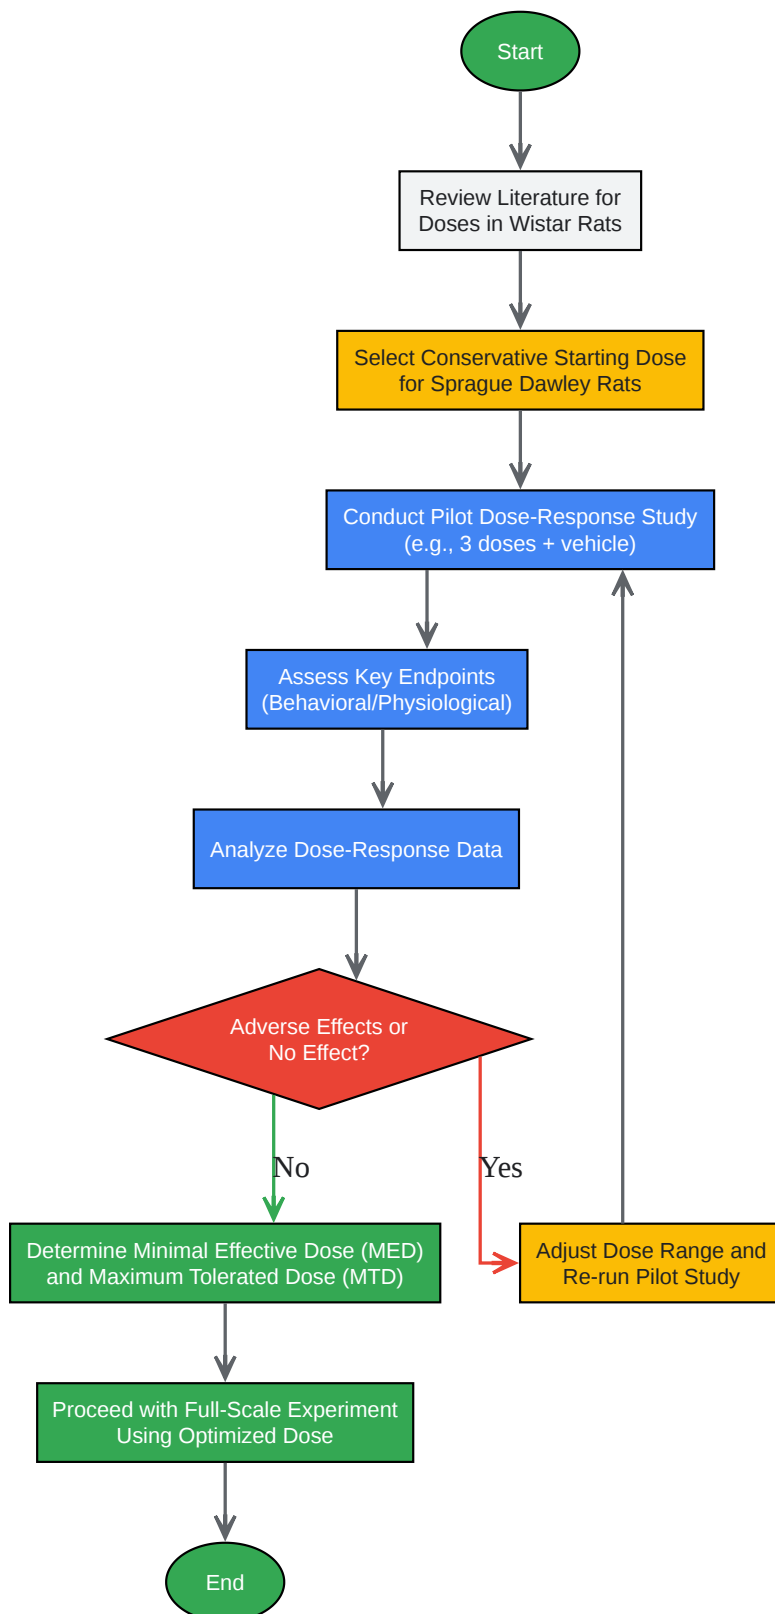 Start
Review Literature for
Doses in Wistar Rats
Select Conservative Starting Dose
for Sprague Dawley Rats
Conduct Pilot Dose-Response Study
(e.g., 3 doses + vehicle)
Assess Key Endpoints
(Behavioral/Physiological)
Analyze Dose-Response Data
Adverse Effects or
No Effect?
No
Yes
Determine Minimal Effective Dose (MED)
and Maximum Tolerated Dose (MTD)
Adjust Dose Range and
Re-run Pilot Study
Proceed with Full-Scale Experiment
Using Optimized Dose
End